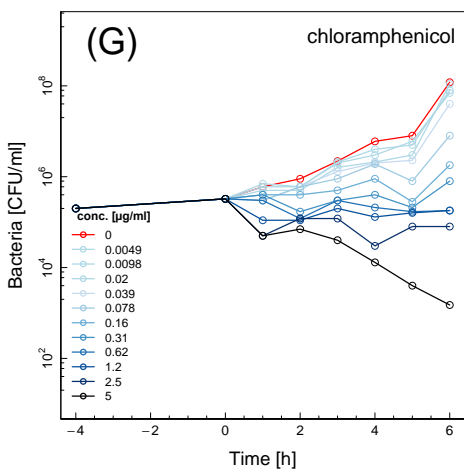 (G)
chloramphenicol
Bacteria [CFU/ml]
10^8
10^6
10^4
10^2
conc. [µg/ml]
0
0.0049
0.0098
0.02
0.039
0.078
0.16
0.31
0.62
1.2
2.5
5
−4 −2 0 2 4 6
Time [h]